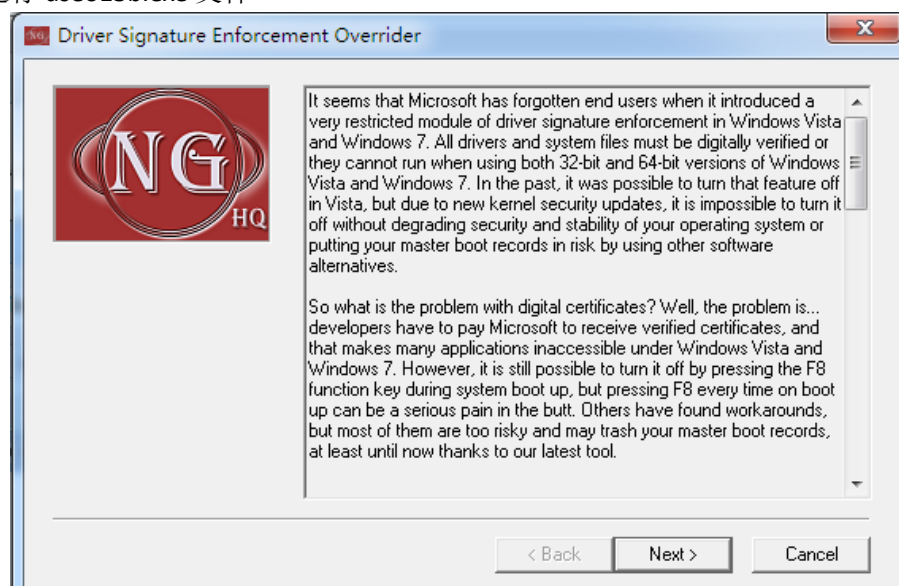 Driver Signature Enforcement Overrider
It seems that Microsoft has forgotten end users when it introduced a
very restricted module of driver signature enforcement in Windows Vista
and Windows 7. All drivers and system files must be digitally verified or
they cannot run when using both 32-bit and 64-bit versions of Windows
Vista and Windows 7. In the past, it was possible to turn that feature off
in Vista, but due to new kernel security updates, it is impossible to turn it
off without degrading security and stability of your operating system or
putting your master boot records in risk by using other software
alternatives.
So what is the problem with digital certificates? Well, the problem is...
developers have to pay Microsoft to receive verified certificates, and
that makes many applications inaccessible under Windows Vista and
Windows 7. However, it is still possible to turn it off by pressing the F8
function key during system boot up, but pressing F8 every time on boot
up can be a serious pain in the butt. Others have found workarounds,
but most of them are too risky and may trash your master boot records,
at least until now thanks to our latest tool.
NG
HQ
< Back
Next >
Cancel